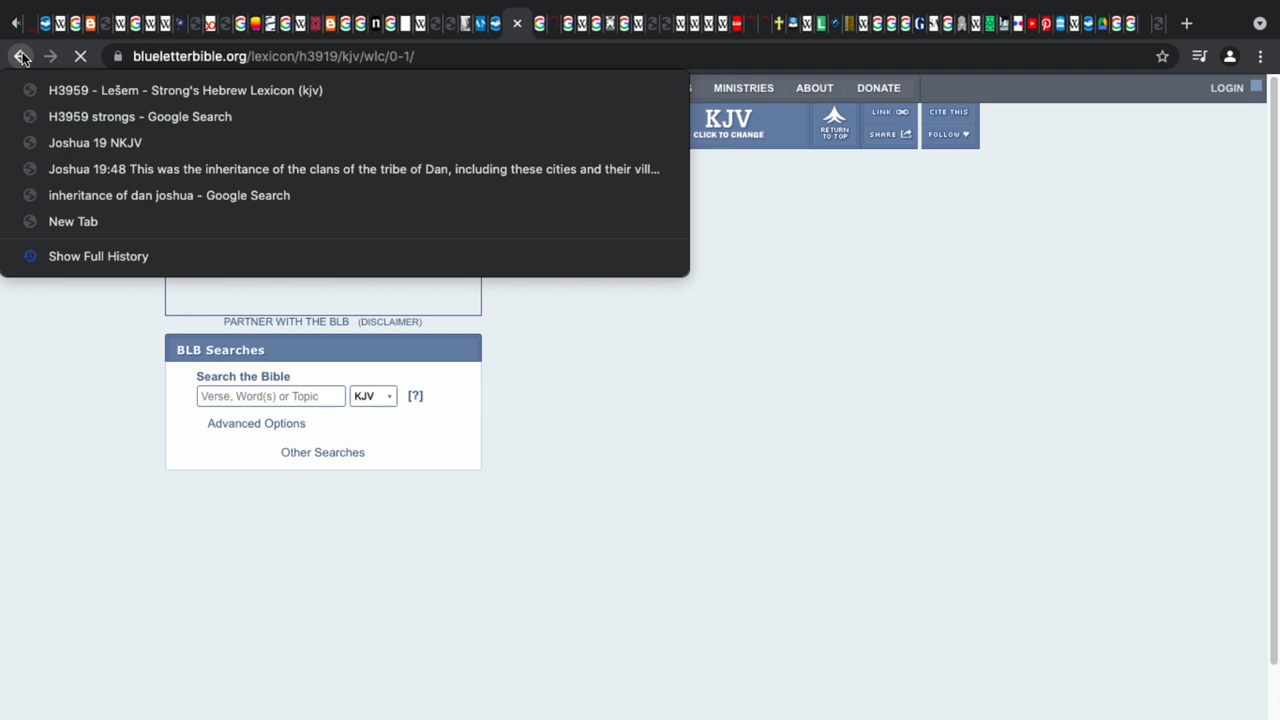 blueletterbible.org/lexicon/h3919/kjv/wlc/0-1/
H3959 - Lešem - Strong's Hebrew Lexicon (kjv)
H3959 strongs - Google Search
Joshua 19 NKJV
Joshua 19:48 This was the inheritance of the clans of the tribe of Dan, including these cities and their vill...
inheritance of dan joshua - Google Search
New Tab
Show Full History
S MINISTRIES ABOUT DONATE LOGIN
KJV
CLICK TO CHANGE
RETURN
TO TOP
LINK
SHARE
CITE THIS
FOLLOW
PARTNER WITH THE BLB (DISCLAIMER)
BLB Searches
Search the Bible
Verse, Word(s) or Topic KJV [?]
Advanced Options
Other Searches